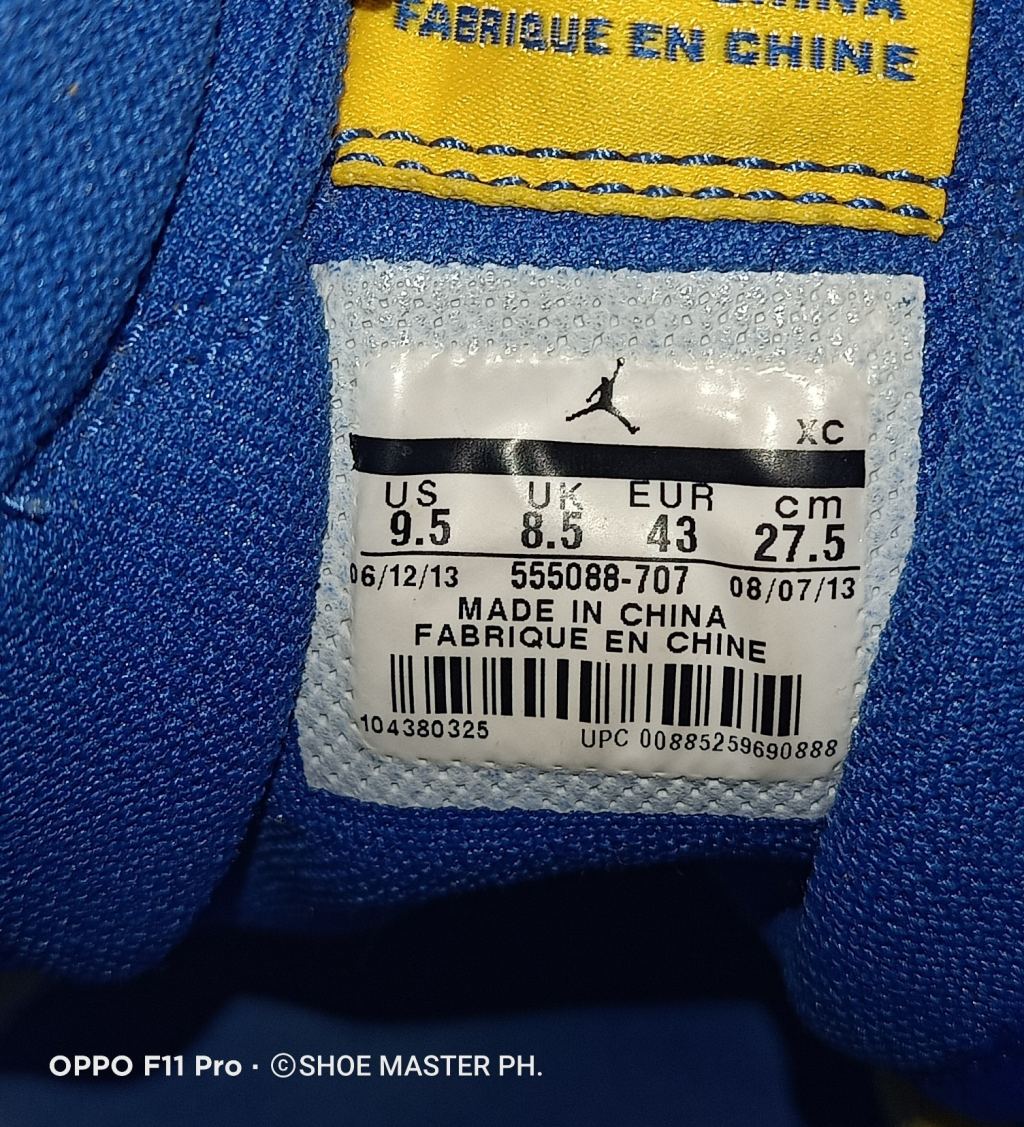 FABRIQUE EN CHINE
XC
US UK EUR cm
9.5 8.5 43 27.5
06/12/13 555088-707 08/07/13
MADE IN CHINA
FABRIQUE EN CHINE
104380325 UPC 00885259690888
OPPO F11 Pro · ©SHOE MASTER PH.